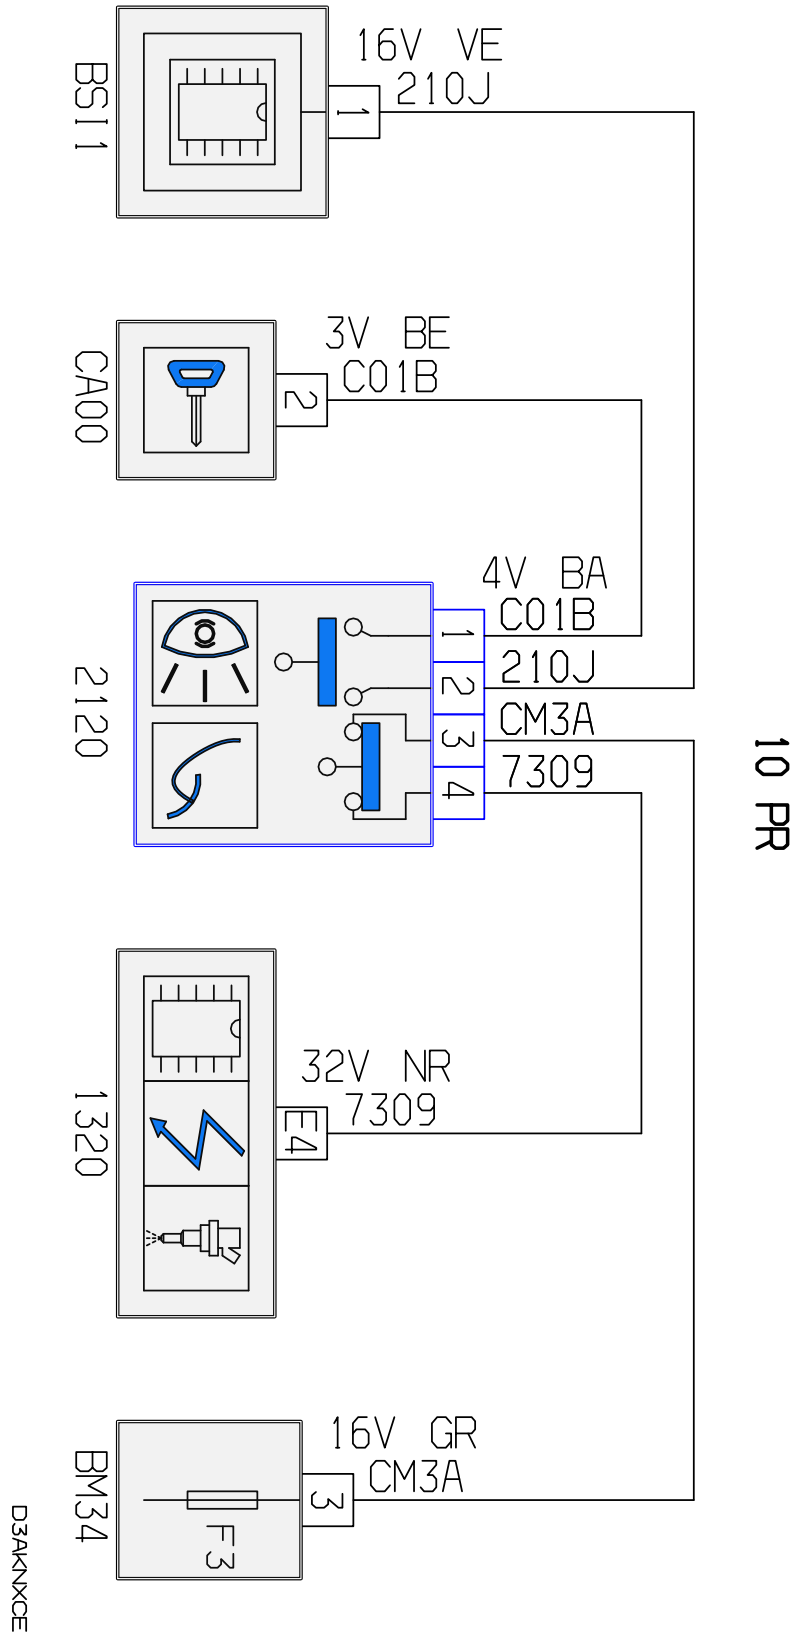 16V VE
210J
1
BSI1
3V BE
C01B
2
CA00
4V BA
C01B
1
210J
2
CM3A
3
7309
4
2120
10 PR
32V NR
7309
E4
1320
16V GR
CM3A
3
F3
BM34
D3AKNXCE